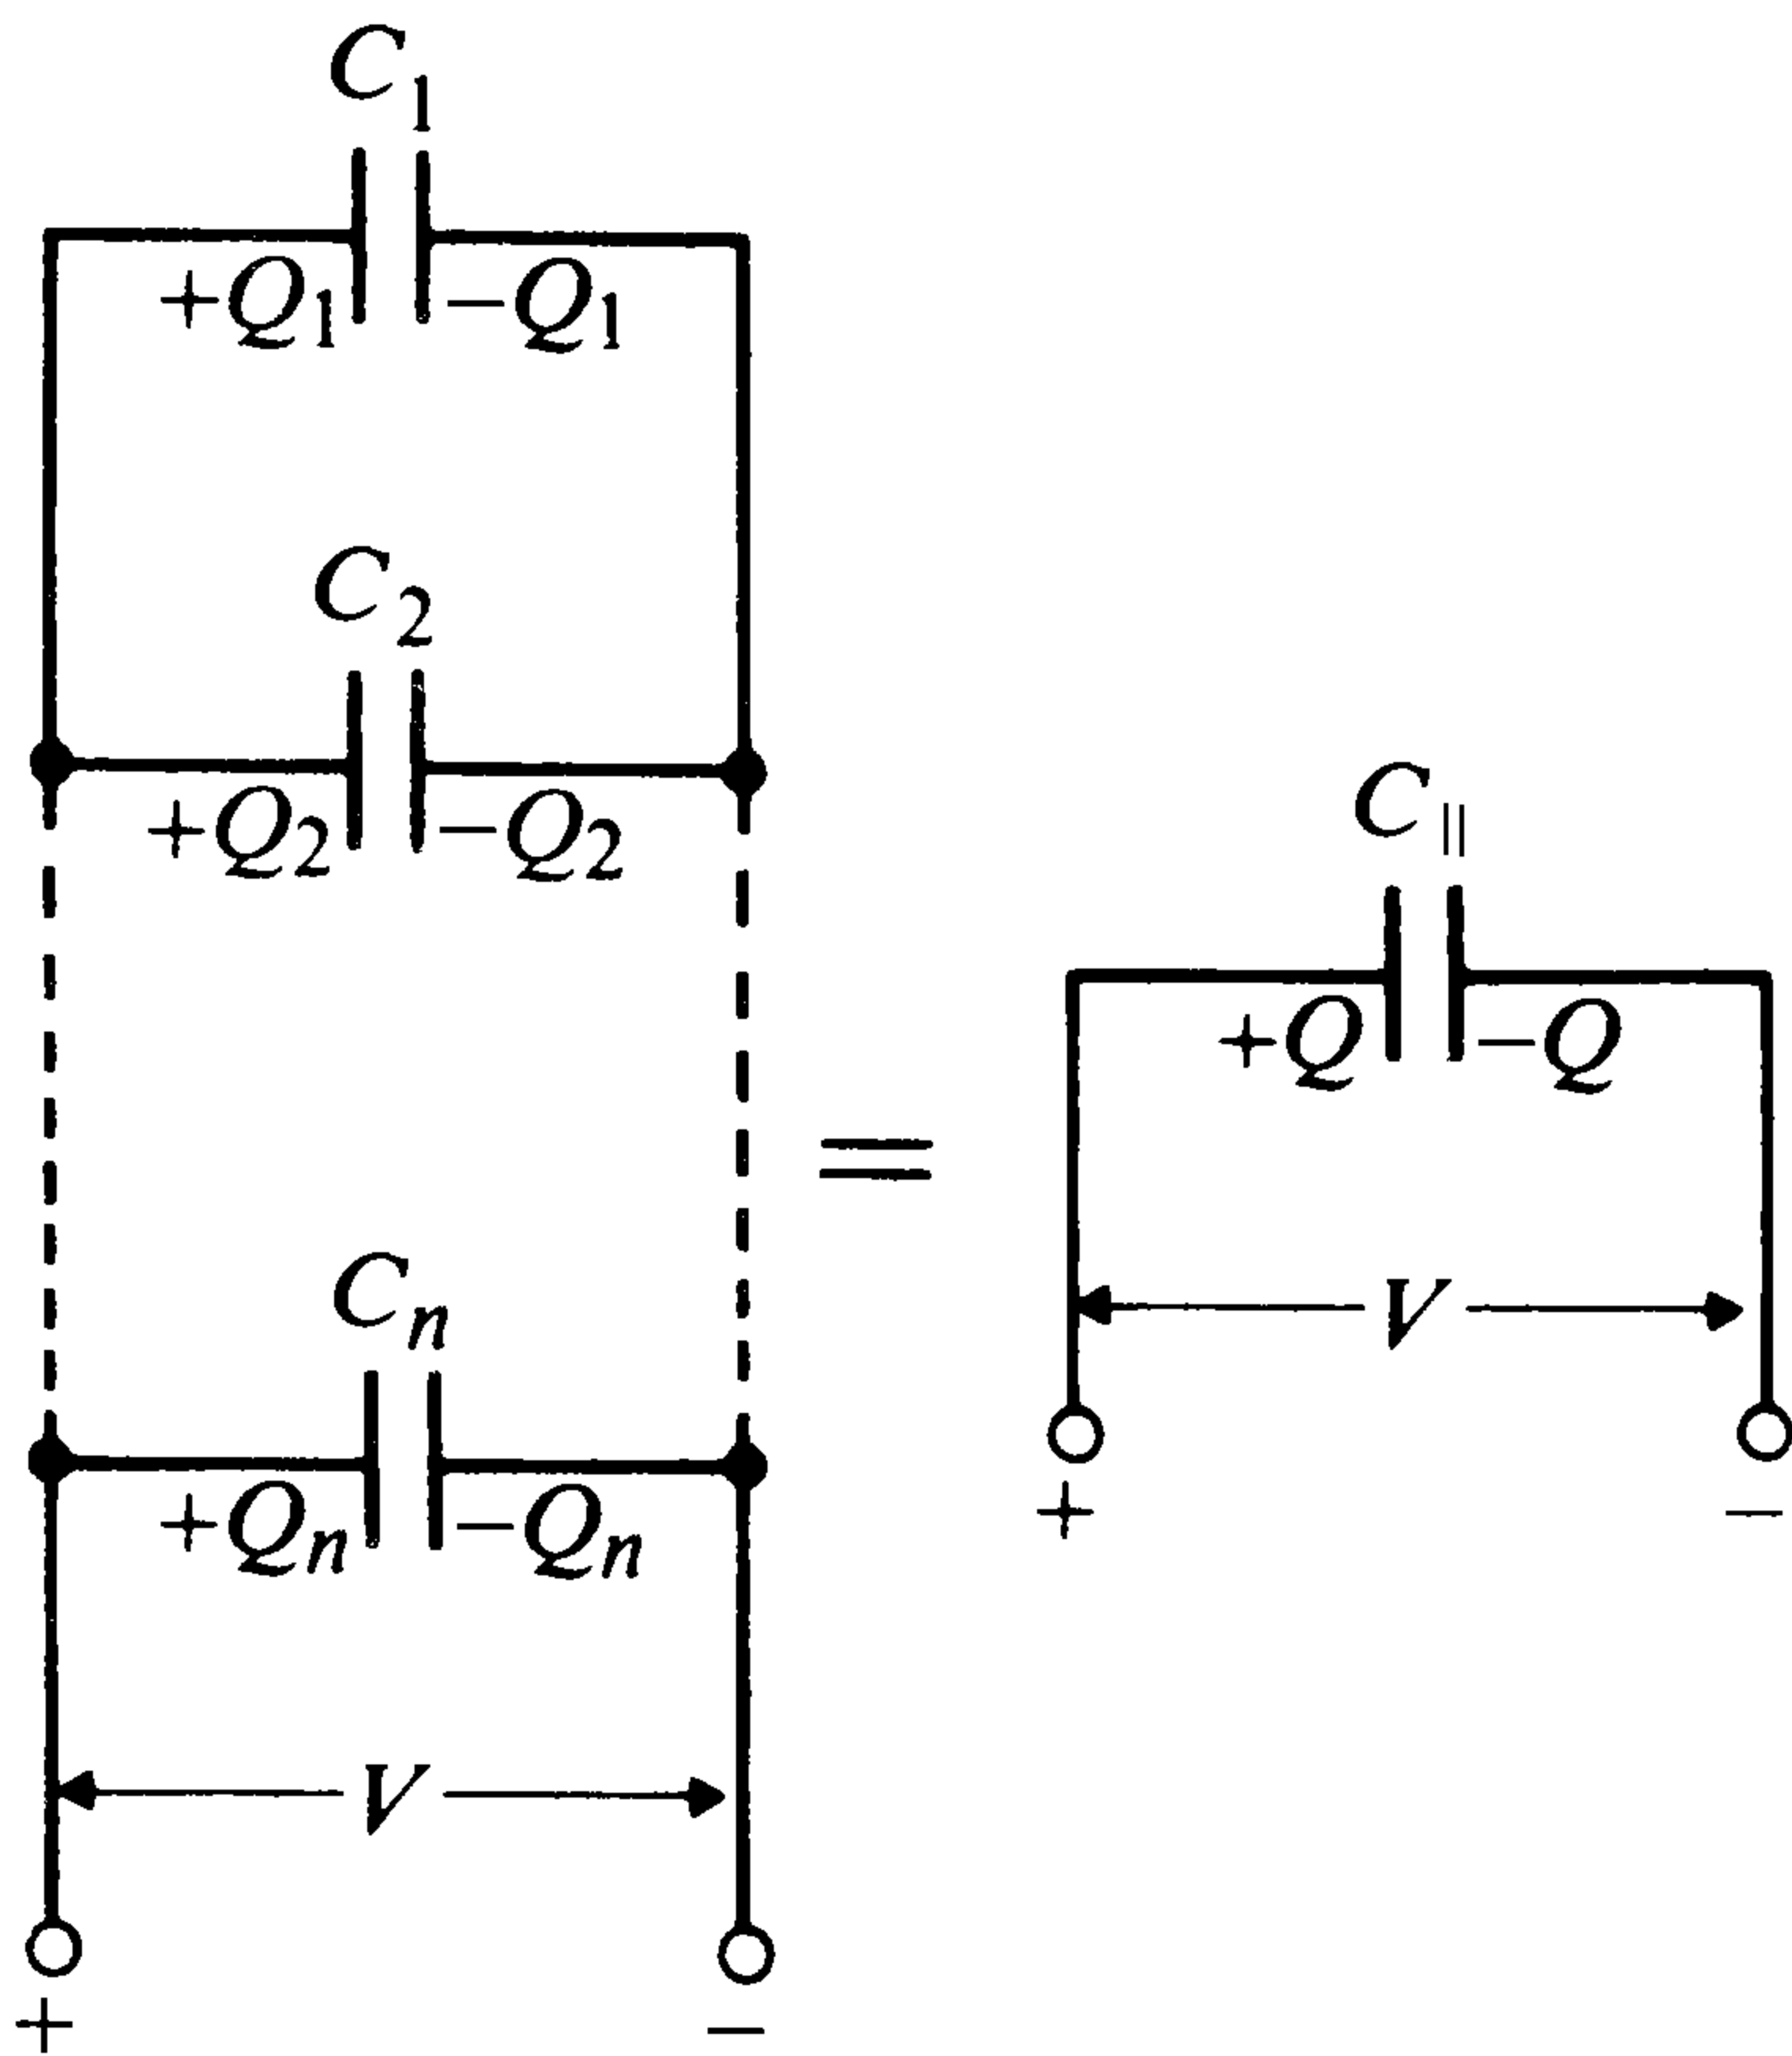 C₁
+Q₁ −Q₁
C₂
+Q₂ −Q₂
C∥
+Q −Q
=
Cₙ
V
+Qₙ −Qₙ
+ −
V
+ −